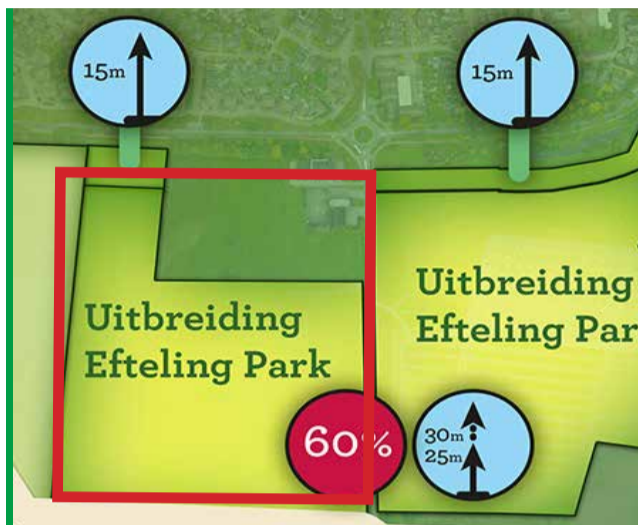 15m
15m
Uitbreiding
Efteling Park
Uitbreiding
Efteling Par
60%
30m
25m